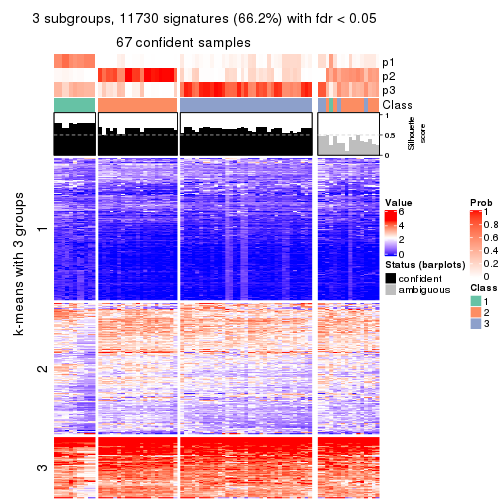 3 subgroups, 11730 signatures (66.2%) with fdr < 0.05
67 confident samples
p1
p2
p3
Class
1
0.5
0
Silhouette
score
k-means with 3 groups
1
2
3
Value
6
4
2
0
Status (barplots)
confident
ambiguous
Prob
1
0.8
0.6
0.4
0.2
0
Class
1
2
3